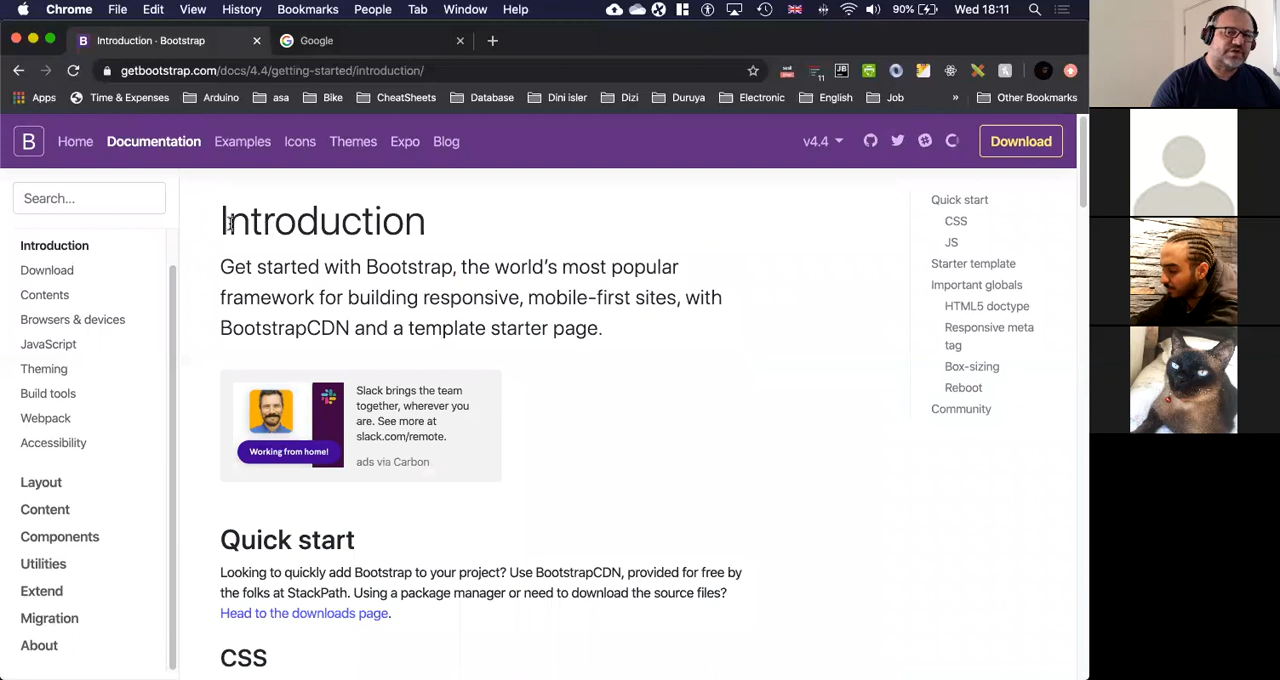 Chrome File Edit View History Bookmarks People Tab Window Help 90% Wed 18:11
Introduction · Bootstrap Google
getbootstrap.com/docs/4.4/getting-started/introduction/
Apps Time & Expenses Arduino asa Bike CheatSheets Database Dini isler Dizi Duruya Electronic English Job » Other Bookmarks
B Home Documentation Examples Icons Themes Expo Blog v4.4 Download
Search...
Introduction
Download
Contents
Browsers & devices
JavaScript
Theming
Build tools
Webpack
Accessibility
Layout
Content
Components
Utilities
Extend
Migration
About
Introduction
Get started with Bootstrap, the world's most popular
framework for building responsive, mobile-first sites, with
BootstrapCDN and a template starter page.
Working from home!
Slack brings the team
together, wherever you
are. See more at
slack.com/remote.
ads via Carbon
Quick start
Looking to quickly add Bootstrap to your project? Use BootstrapCDN, provided for free by
the folks at StackPath. Using a package manager or need to download the source files?
Head to the downloads page.
CSS
Quick start
CSS
JS
Starter template
Important globals
HTML5 doctype
Responsive meta
tag
Box-sizing
Reboot
Community